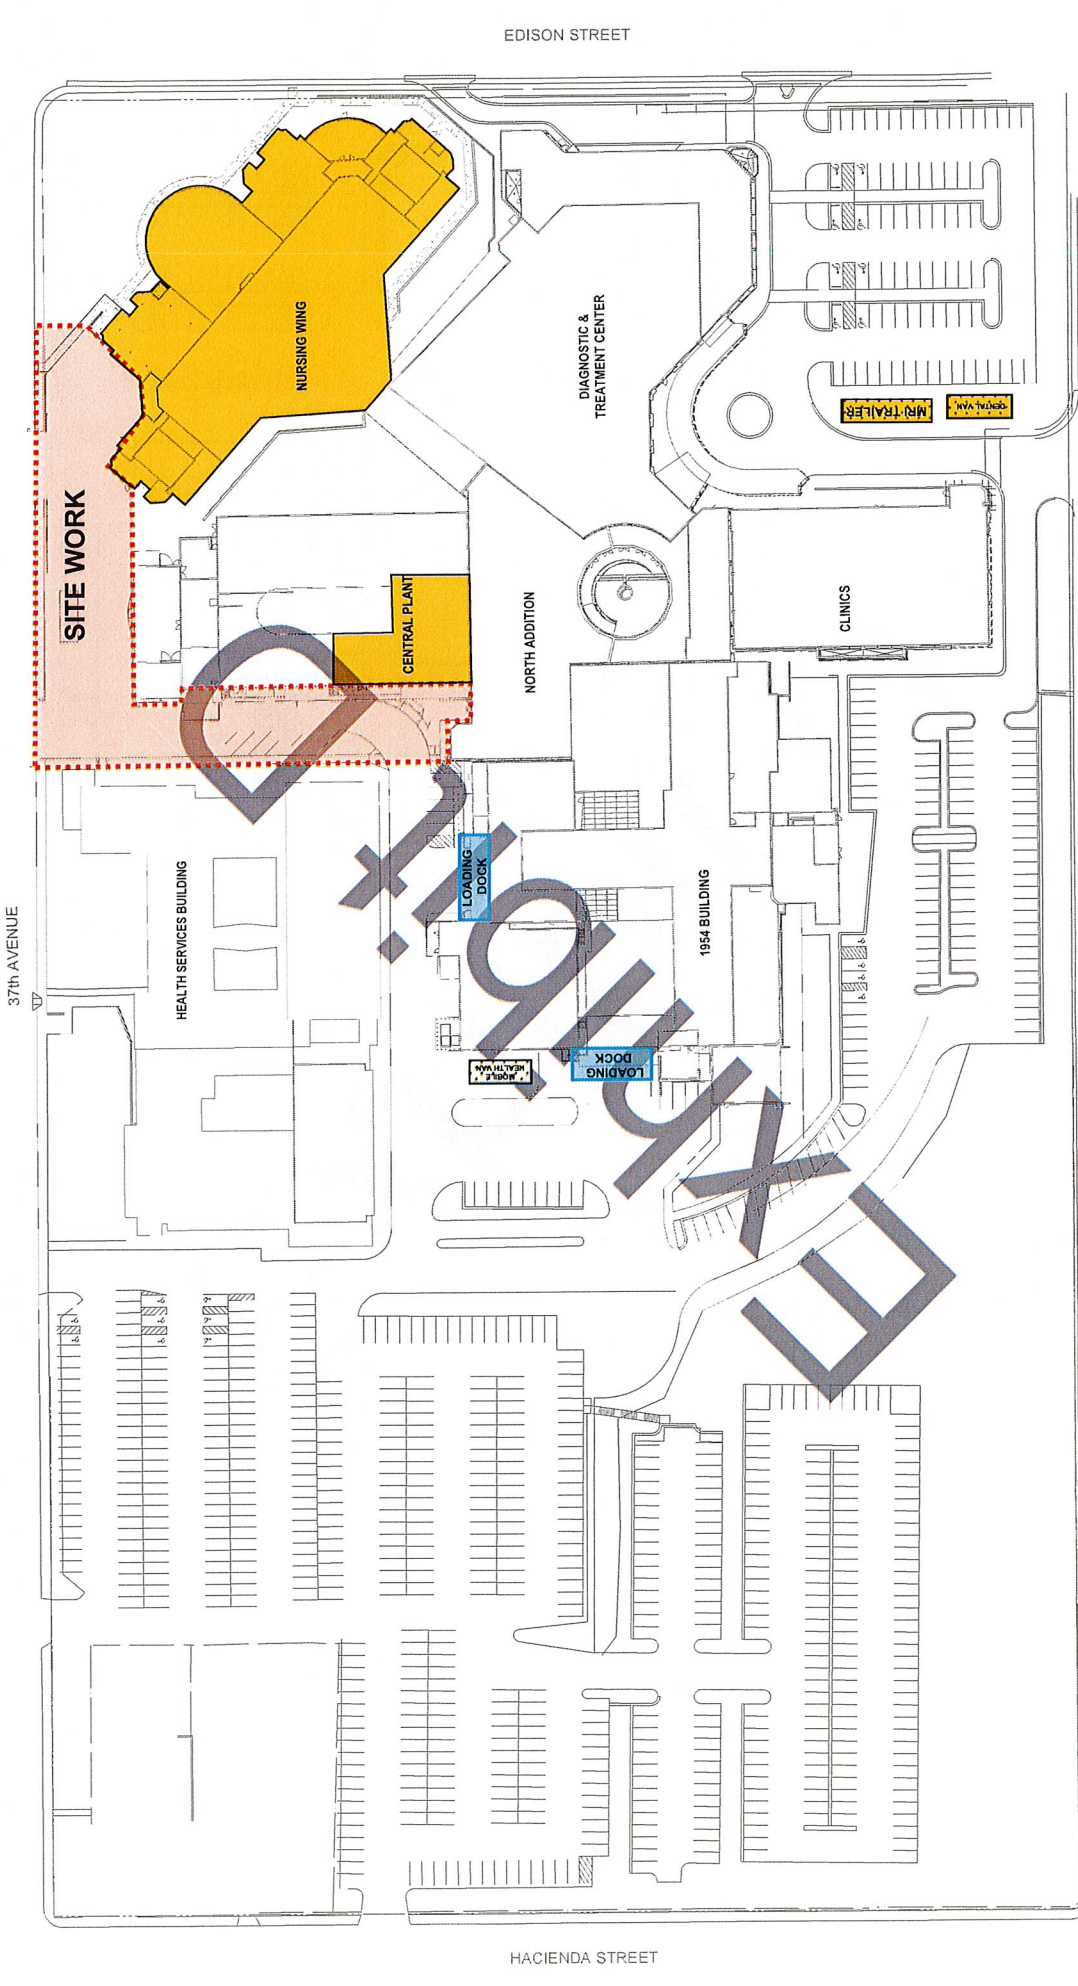 EDISON STREET
NURSING WING
DIAGNOSTIC &
TREATMENT CENTER
MRI TRAILER
DENTAL VAN
SITE WORK
CENTRAL PLANT
NORTH ADDITION
CLINICS
37th AVENUE
HEALTH SERVICES BUILDING
LOADING
DOCK
1954 BUILDING
MOBILE
HEALTH VAN
LOADING
DOCK
Exhibit D
HACIENDA STREET